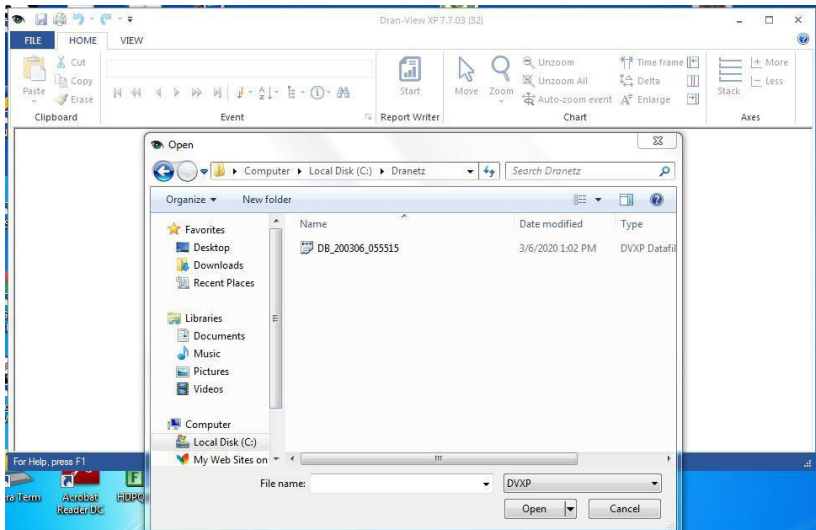 Dran-View XP 7.7.03 (32)
FILE HOME VIEW
Paste
Cut
Copy
Erase
Clipboard
Event
Start
Report Writer
Move
Zoom
Unzoom
Unzoom All
Auto-zoom event
Time frame
Delta
Enlarge
Chart
Stack
More
Less
Axes
Open
Computer Local Disk (C:) Dranetz
Search Dranetz
Organize New folder
Favorites
Desktop
Downloads
Recent Places
Libraries
Documents
Music
Pictures
Videos
Computer
Local Disk (C:)
My Web Sites on
Name Date modified Type
DB_200306_055515 3/6/2020 1:02 PM DVXP Datafil
File name:
DVXP
Open Cancel
For Help, press F1
era Term
Acrobat
Reader DC
HDPQ